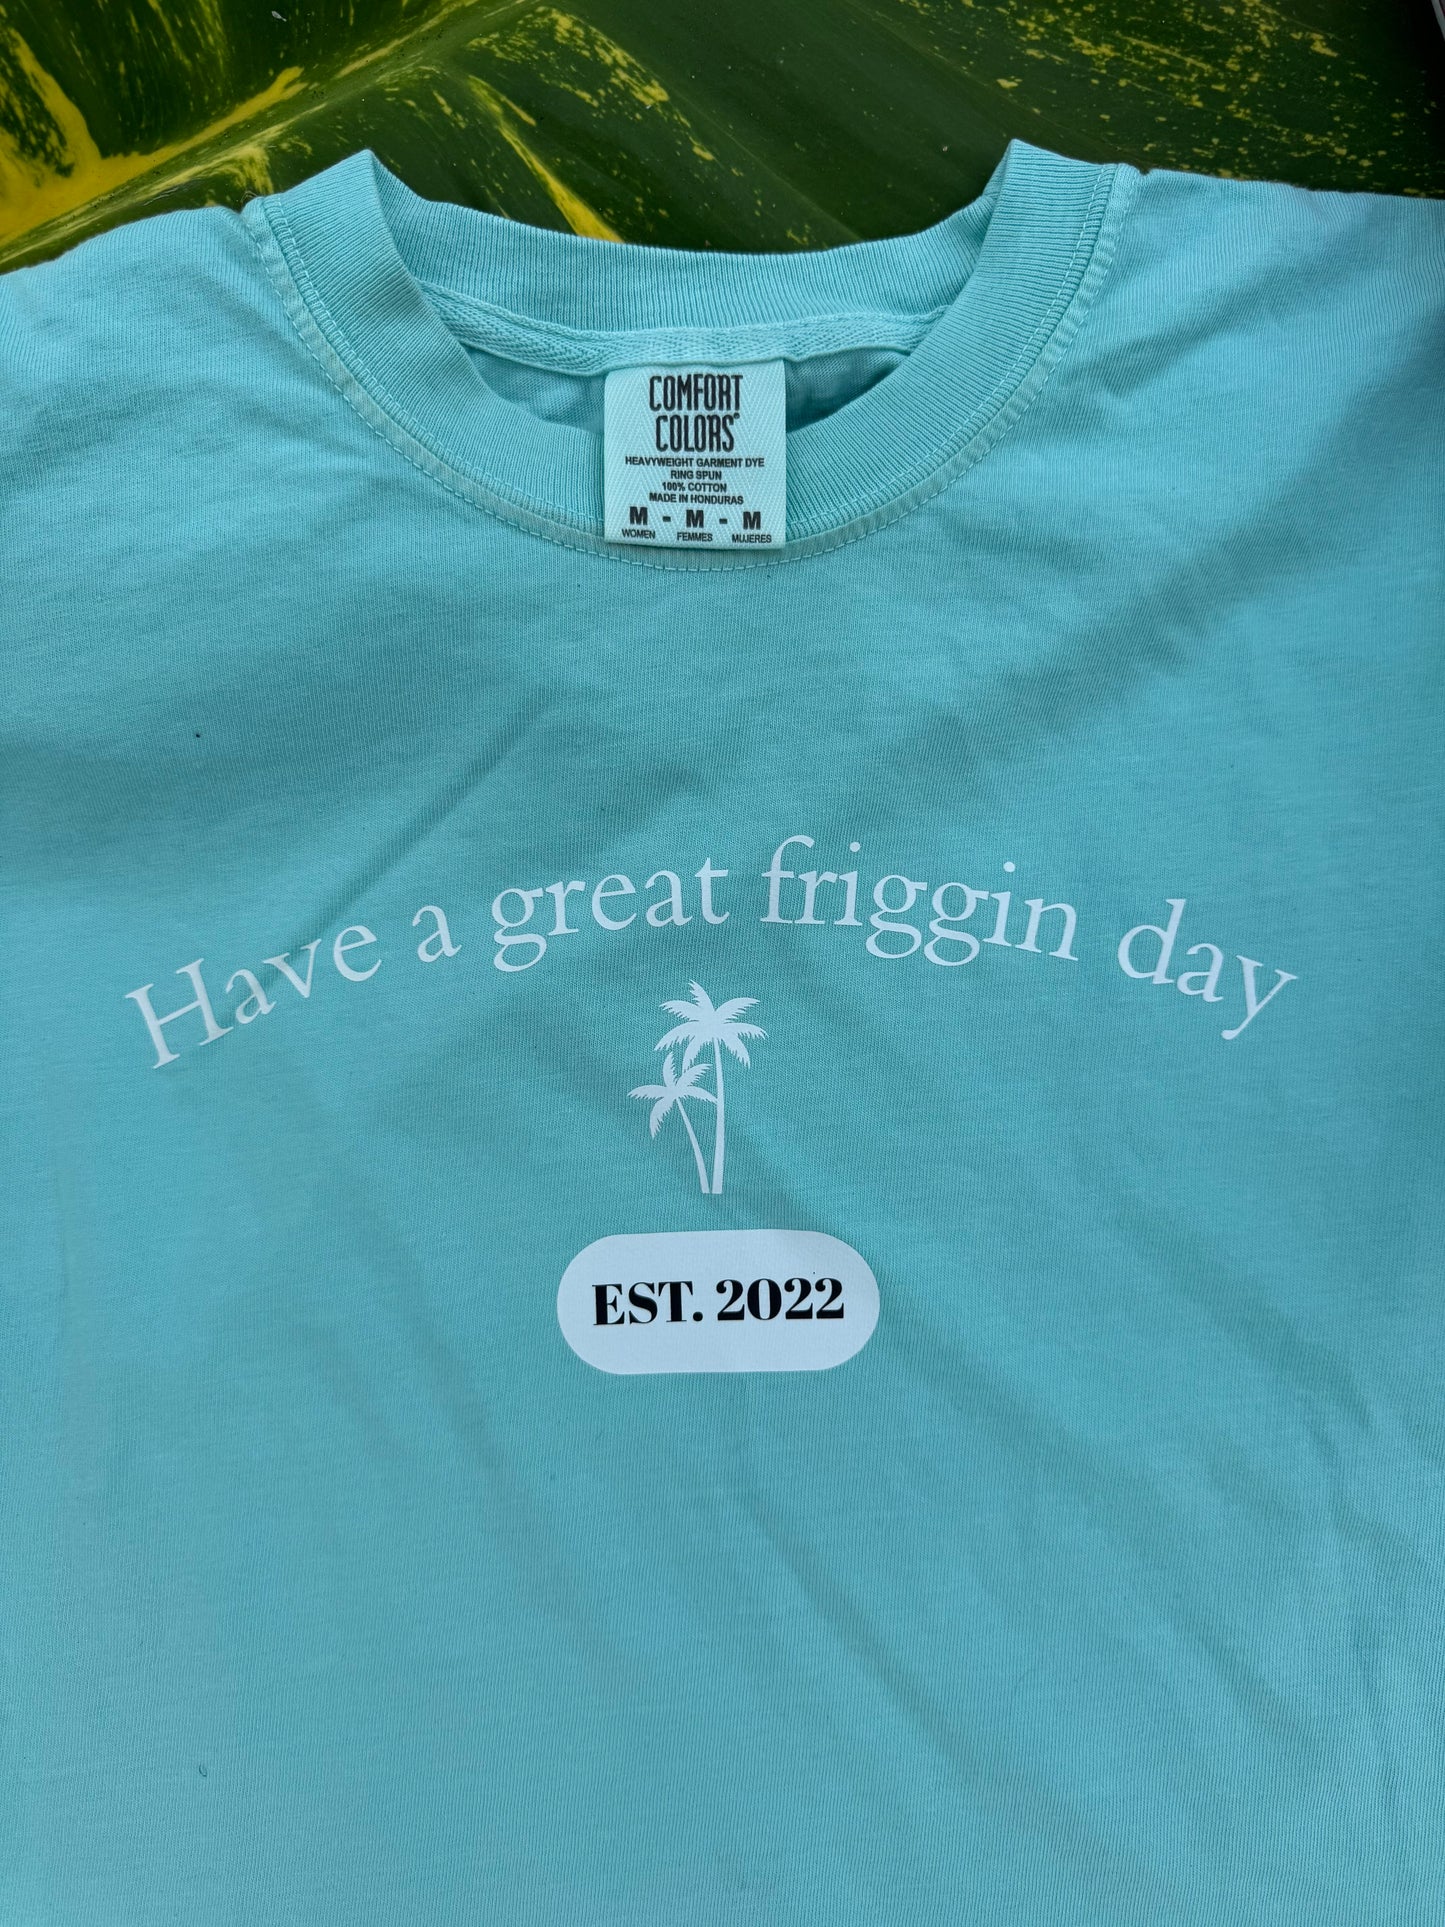 COMFORT
COLORS®
HEAVYWEIGHT GARMENT DYE
RING SPUN
100% COTTON
MADE IN HONDURAS
M - M - M
WOMEN FEMMES MUJERES
Have a great friggin day
EST. 2022